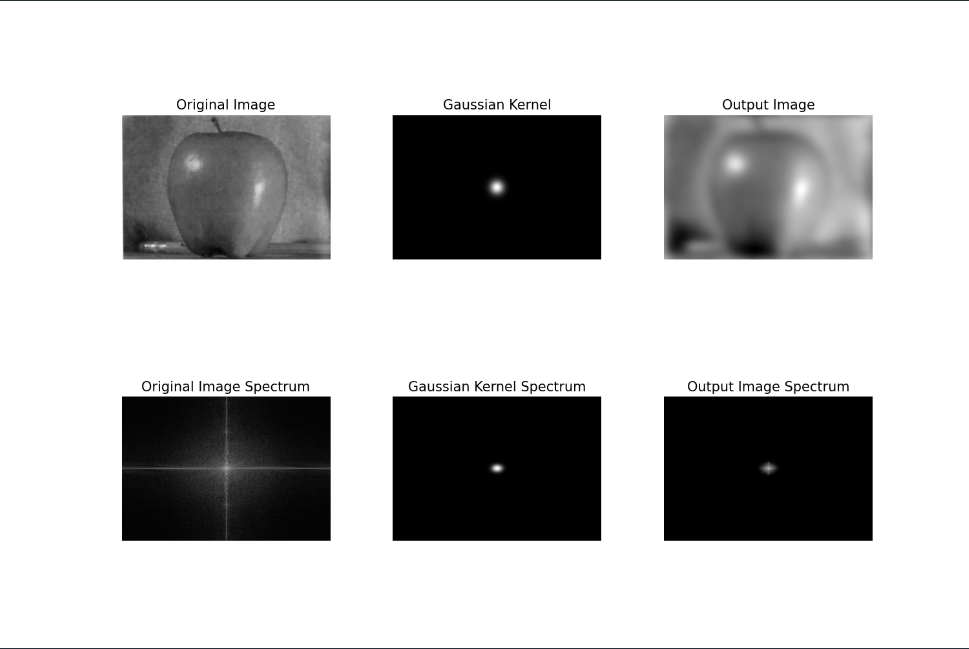 Original Image
Gaussian Kernel
Output Image
Original Image Spectrum
Gaussian Kernel Spectrum
Output Image Spectrum